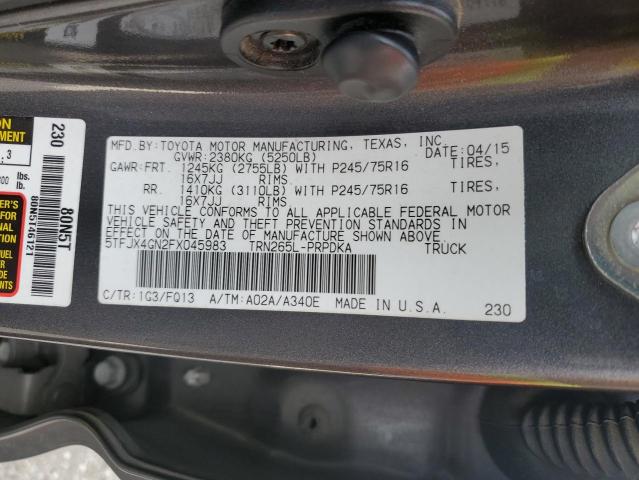 MFD.BY:TOYOTA MOTOR MANUFACTURING, TEXAS, INC.
GVWR:2380KG (5250LB) DATE:04/15
GAWR:FRT. 1245KG (2755LB) WITH P245/75R16 TIRES,
16X7JJ RIMS
RR. 1410KG (3110LB) WITH P245/75R16 TIRES,
16X7JJ RIMS
THIS VEHICLE CONFORMS TO ALL APPLICABLE FEDERAL MOTOR
VEHICLE SAFETY AND THEFT PREVENTION STANDARDS IN
EFFECT ON THE DATE OF MANUFACTURE SHOWN ABOVE.
5TFJX4GN2FX045983 TRN265L-PRPDKA TRUCK
C/TR:1G3/FQ13 A/TM:A02A/A340E MADE IN U.S.A. 230
230
80N5T
80N5T146121
lbs.
kg.